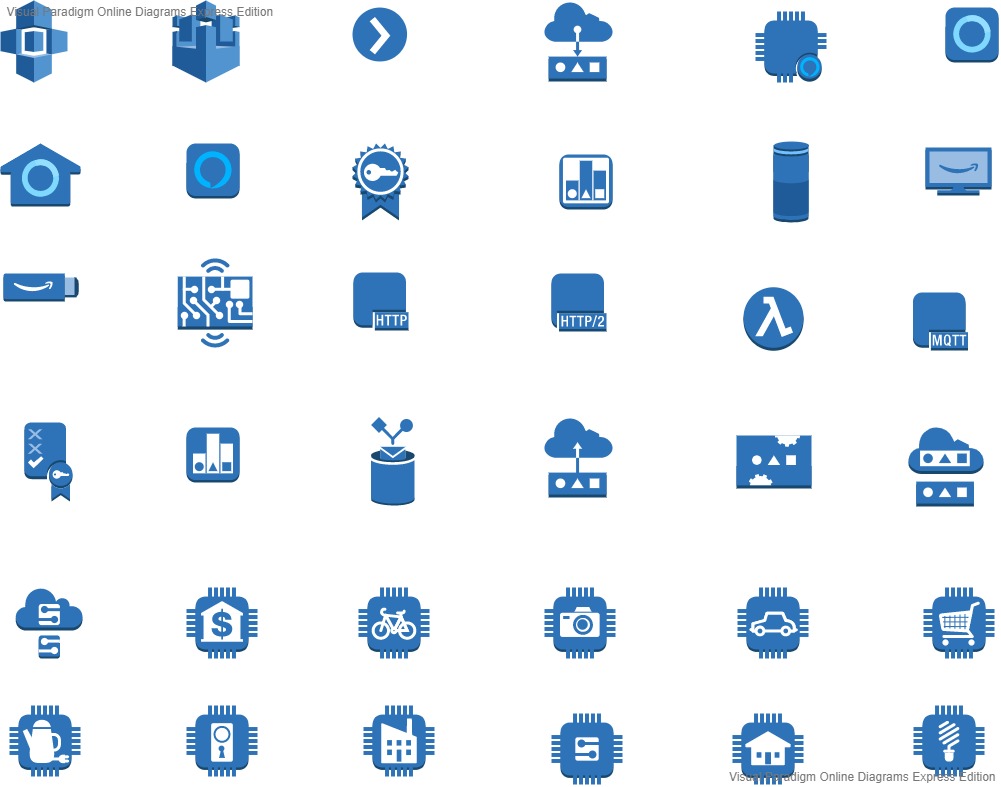 Visual Paradigm Online Diagrams Express Edition
HTTP
HTTP/2
MQTT
$
Visual Paradigm Online Diagrams Express Edition